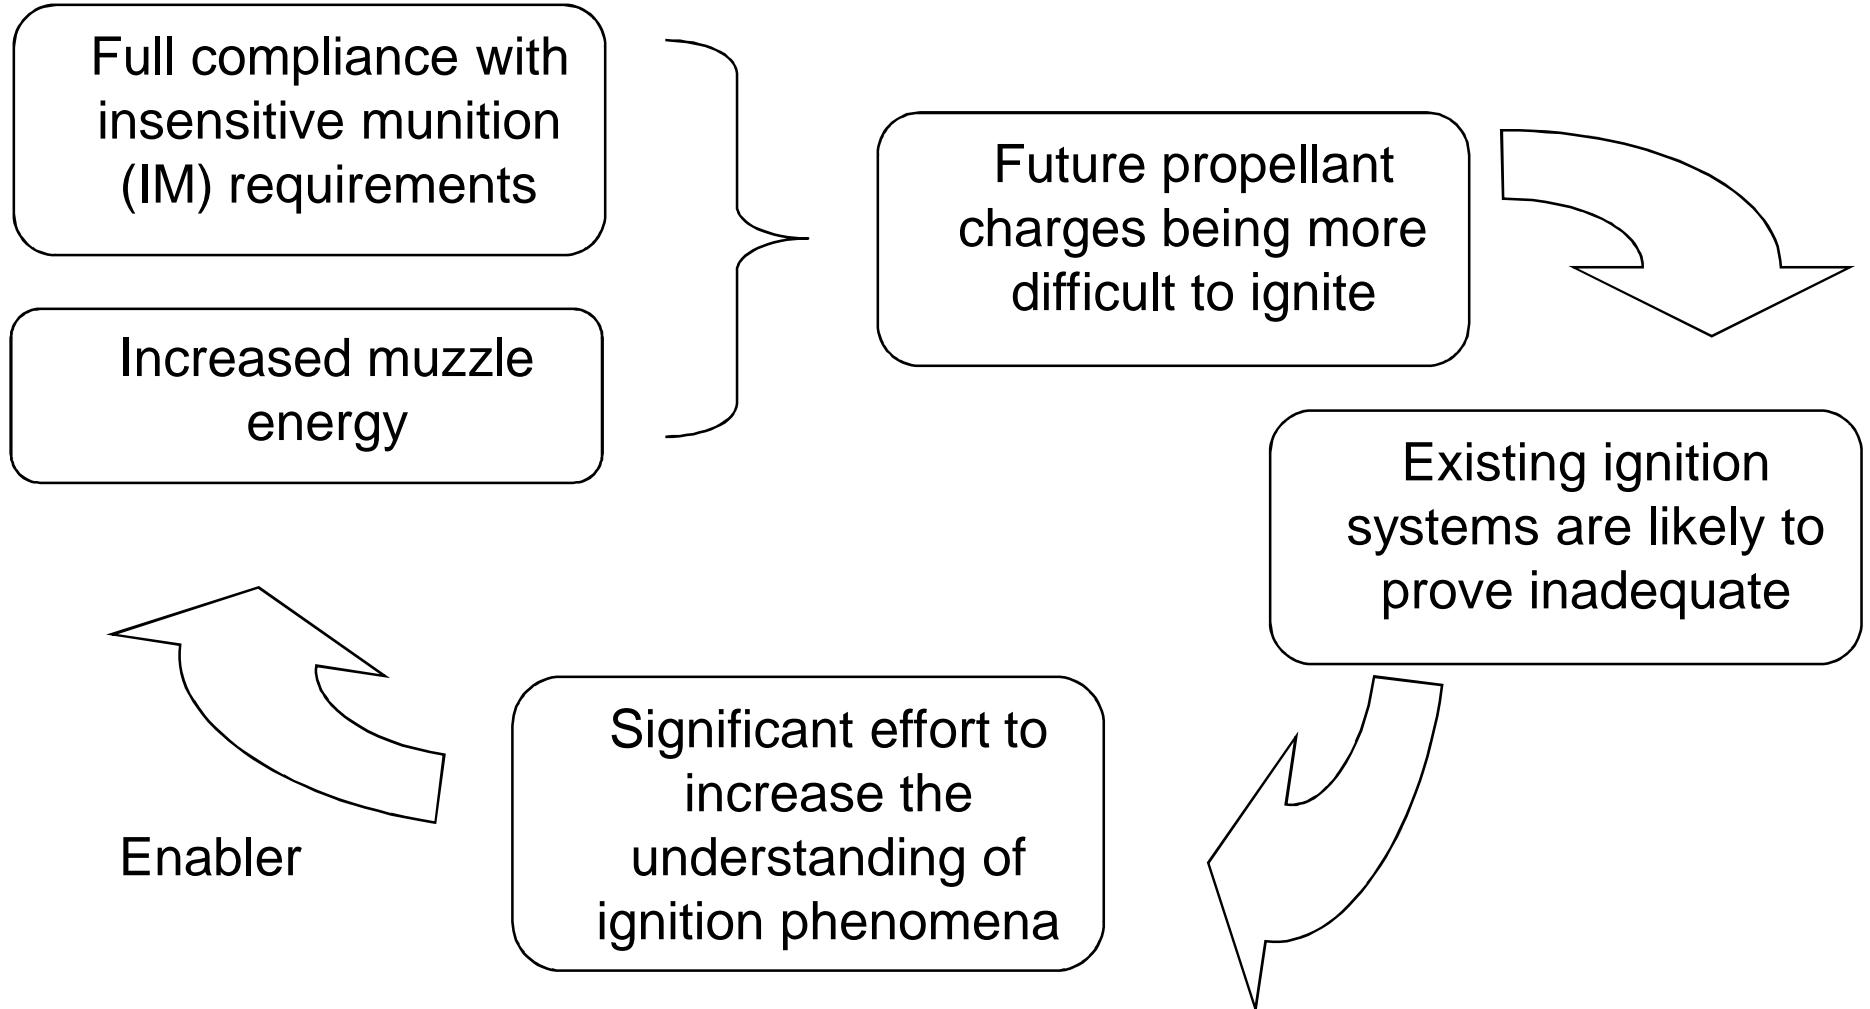 Full compliance with
insensitive munition
(IM) requirements
Increased muzzle
energy
Future propellant
charges being more
difficult to ignite
Existing ignition
systems are likely to
prove inadequate
Significant effort to
increase the
understanding of
ignition phenomena
Enabler